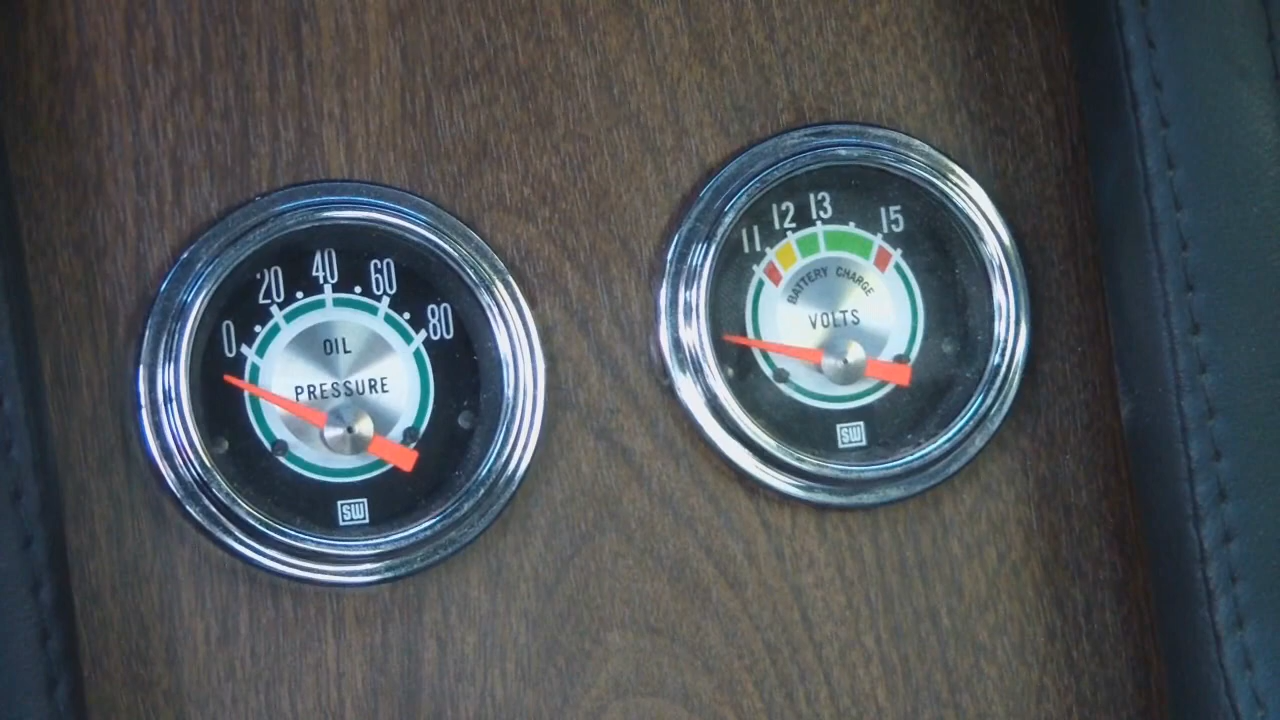 0 20 40 60 80
OIL
PRESSURE
SW
11 12 13 15
BATTERY CHARGE
VOLTS
SW